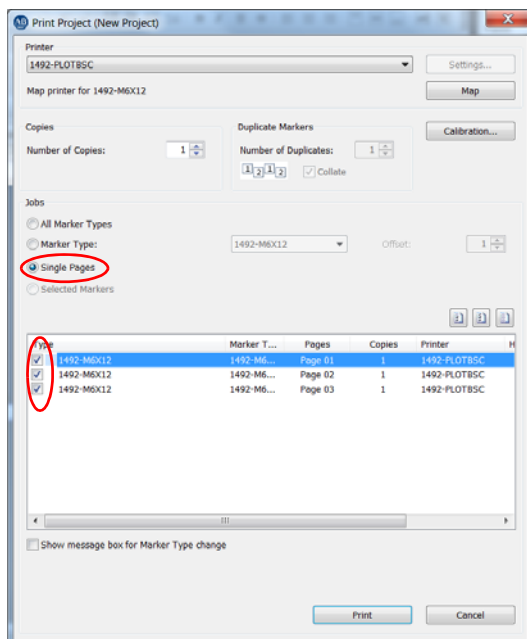 Print Project (New Project)
Printer
1492-PLOTBSC
Settings...
Map printer for 1492-M6X12
Map
Copies
Duplicate Markers
Calibration...
Number of Copies: 1
Number of Duplicates: 1
1 2 1 2 Collate
Jobs
All Marker Types
Marker Type: 1492-M6X12 Offset: 1
Single Pages
Selected Markers
Type Marker T... Pages Copies Printer H
1492-M6X12 1492-M6... Page 01 1 1492-PLOTBSC
1492-M6X12 1492-M6... Page 02 1 1492-PLOTBSC
1492-M6X12 1492-M6... Page 03 1 1492-PLOTBSC
Show message box for Marker Type change
Print Cancel